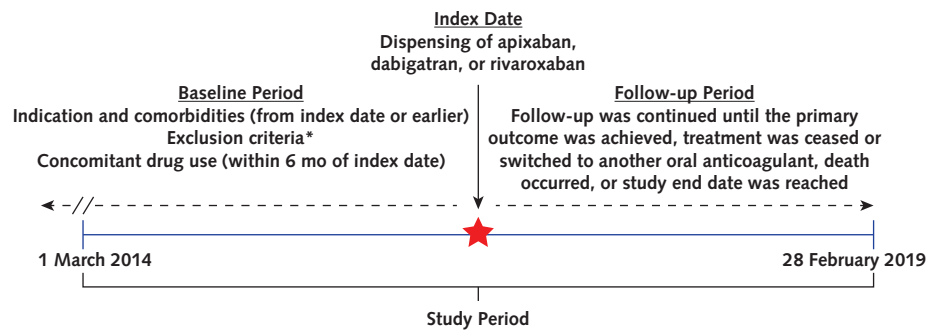 Index Date
Dispensing of apixaban,
dabigatran, or rivaroxaban
Baseline Period
Indication and comorbidities (from index date or earlier)
Exclusion criteria*
Concomitant drug use (within 6 mo of index date)
Follow-up Period
Follow-up was continued until the primary
outcome was achieved, treatment was ceased or
switched to another oral anticoagulant, death
occurred, or study end date was reached
1 March 2014
28 February 2019
Study Period